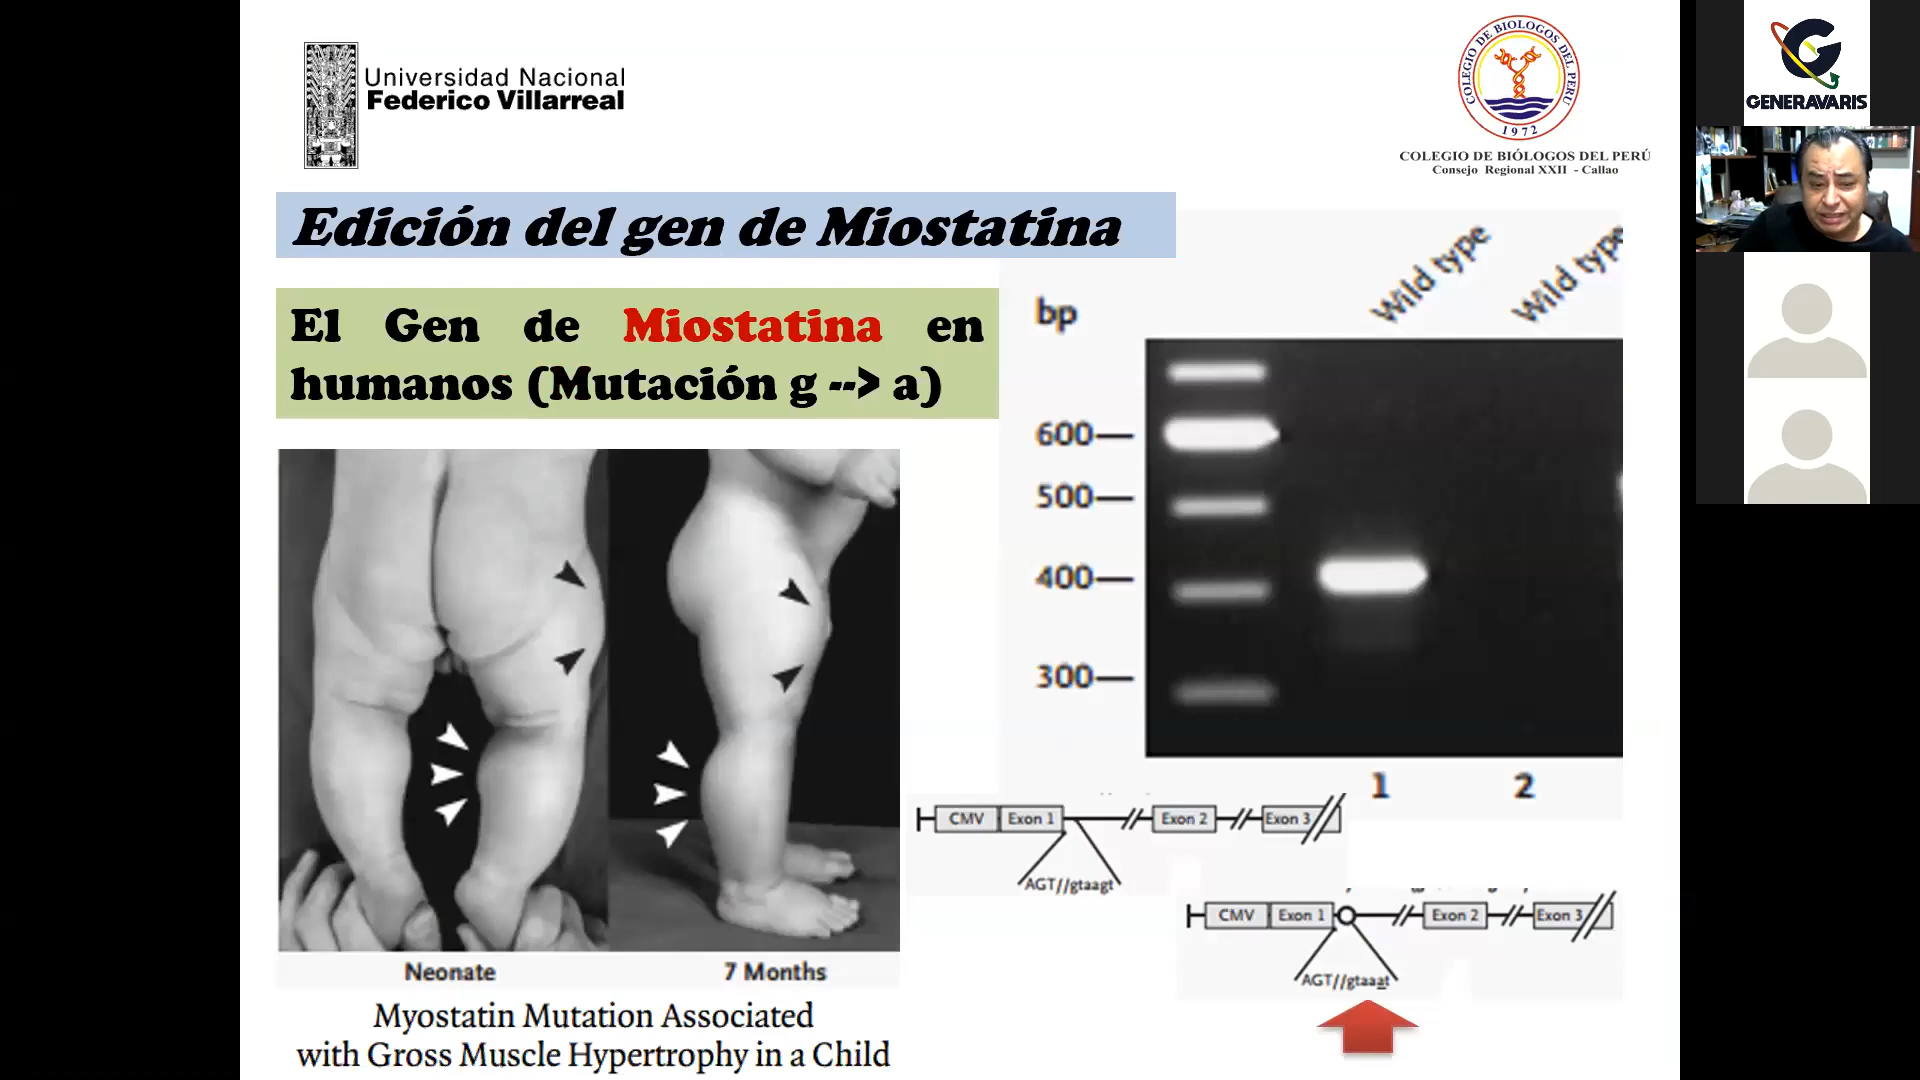 Universidad Nacional
Federico Villarreal
COLEGIO DE BIOLOGOS DEL PERU
1972
COLEGIO DE BIÓLOGOS DEL PERÚ
Consejo Regional XXII - Callao
GENERAVARIS
Edición del gen de Miostatina
El Gen de Miostatina en
humanos (Mutación g --> a)
bp
Wild type
Wild type
600
500
400
300
1
2
CMV
Exon 1
Exon 2
Exon 3
AGT//gtaagt
CMV
Exon 1
Exon 2
Exon 3
AGT//gtaaat
Neonate
7 Months
Myostatin Mutation Associated
with Gross Muscle Hypertrophy in a Child